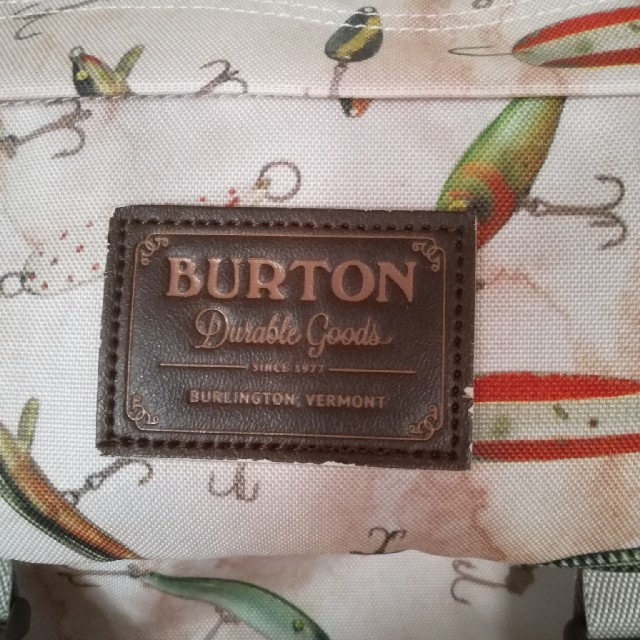 BURTON
Durable Goods
SINCE 1977
BURLINGTON, VERMONT